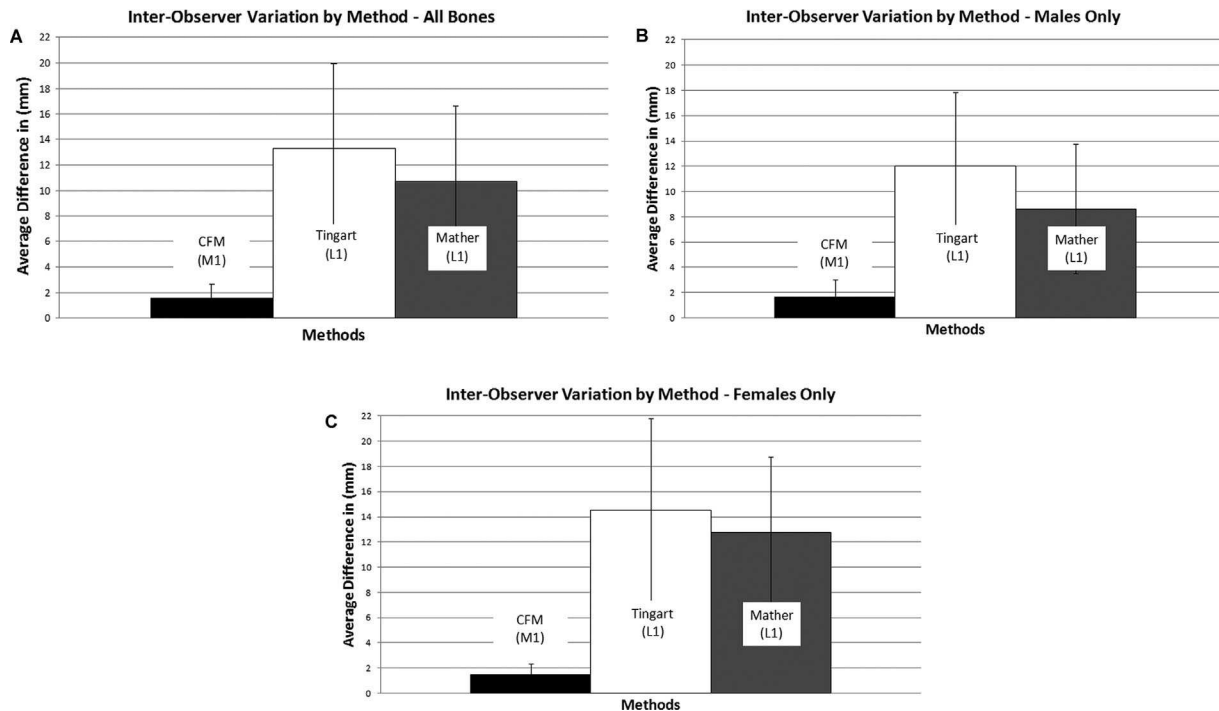 Inter-Observer Variation by Method - All Bones
A
Average Difference in (mm)
22
20
18
16
14
12
10
8
6
4
2
0
CFM
(M1)
Tingart
(L1)
Mather
(L1)
Methods
Inter-Observer Variation by Method - Males Only
B
Average Difference in (mm)
22
20
18
16
14
12
10
8
6
4
2
0
CFM
(M1)
Tingart
(L1)
Mather
(L1)
Methods
Inter-Observer Variation by Method - Females Only
C
Average Difference in (mm)
22
20
18
16
14
12
10
8
6
4
2
0
CFM
(M1)
Tingart
(L1)
Mather
(L1)
Methods